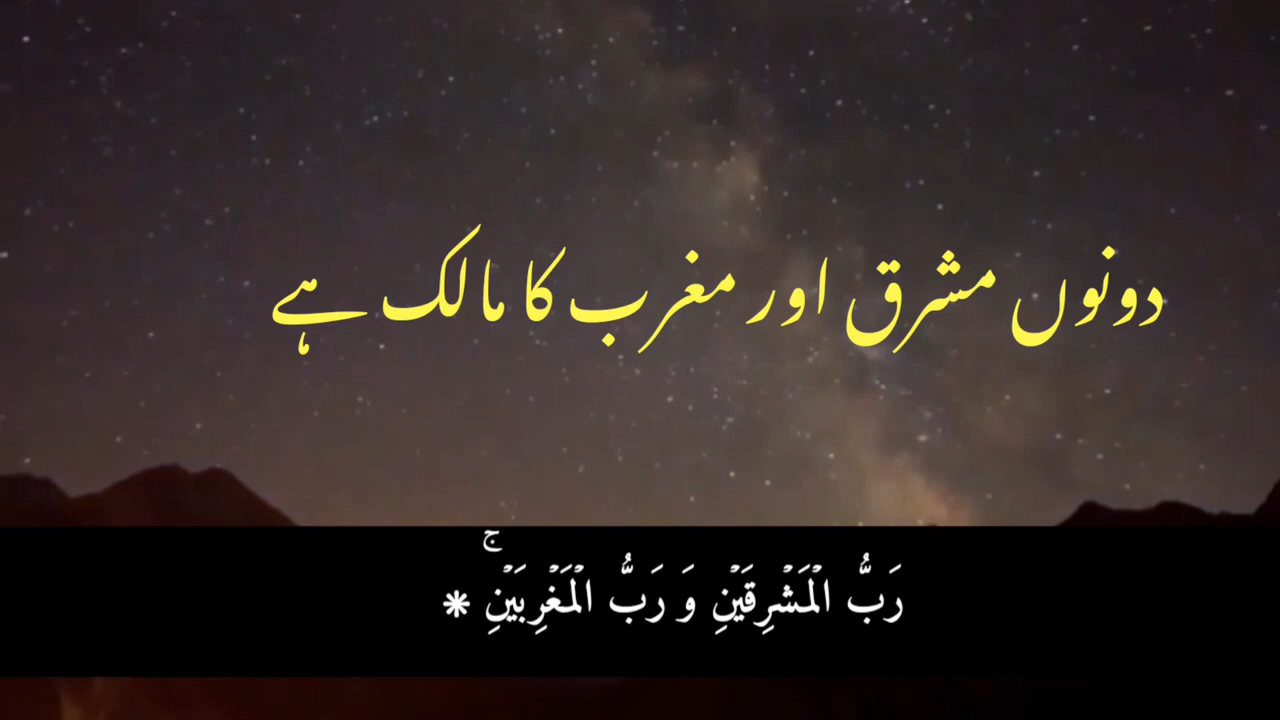 دونوں مشرق اور مغرب کا مالک ہے
رَبُّ الْمَشْرِقَيْنِ وَ رَبُّ الْمَغْرِبَيْنِۚ *